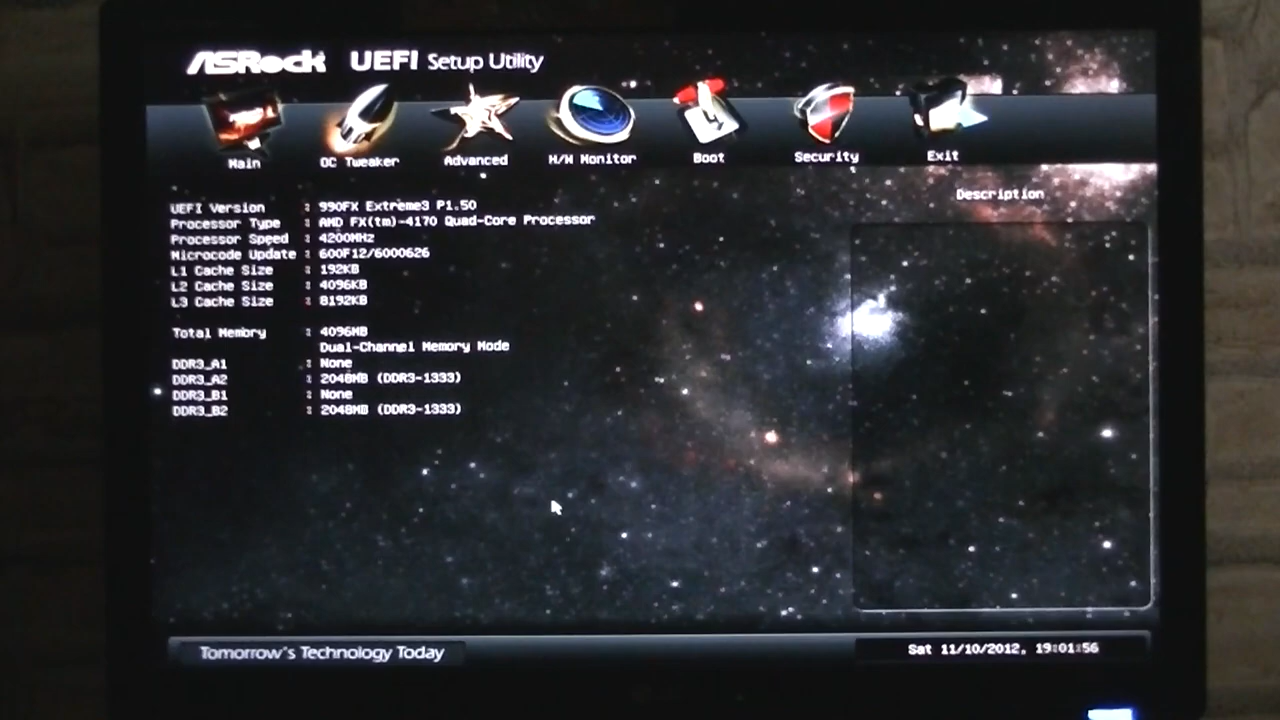 ASRock UEFI Setup Utility
Main OC Tweaker Advanced H/W Monitor Boot Security Exit
Description
UEFI Version : 990FX Extreme3 P1.50
Processor Type : AMD FX(tm)-4170 Quad-Core Processor
Processor Speed : 4200MHz
Microcode Update : 600F12/6000626
L1 Cache Size : 192KB
L2 Cache Size : 4096KB
L3 Cache Size : 8192KB
Total Memory : 4096MB
Dual-Channel Memory Mode
DDR3_A1 : None
DDR3_A2 : 2048MB (DDR3-1333)
DDR3_B1 : None
DDR3_B2 : 2048MB (DDR3-1333)
Tomorrow's Technology Today
Sat 11/10/2012, 19:01:56